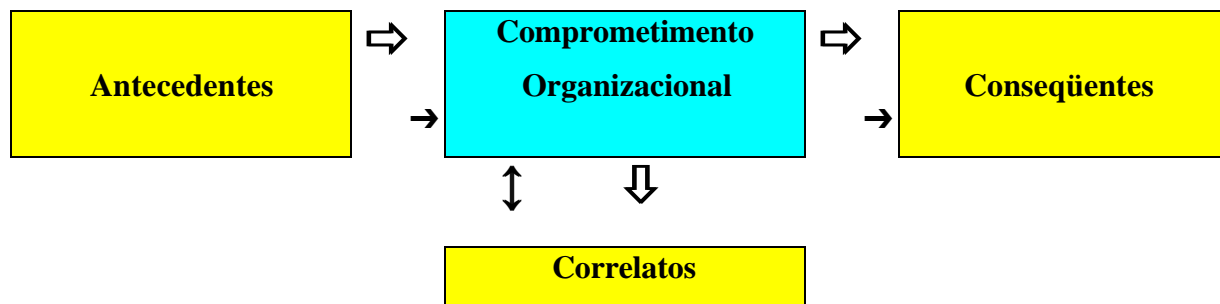 Antecedentes
Comprometimento
Organizacional
Conseqüentes
Correlatos